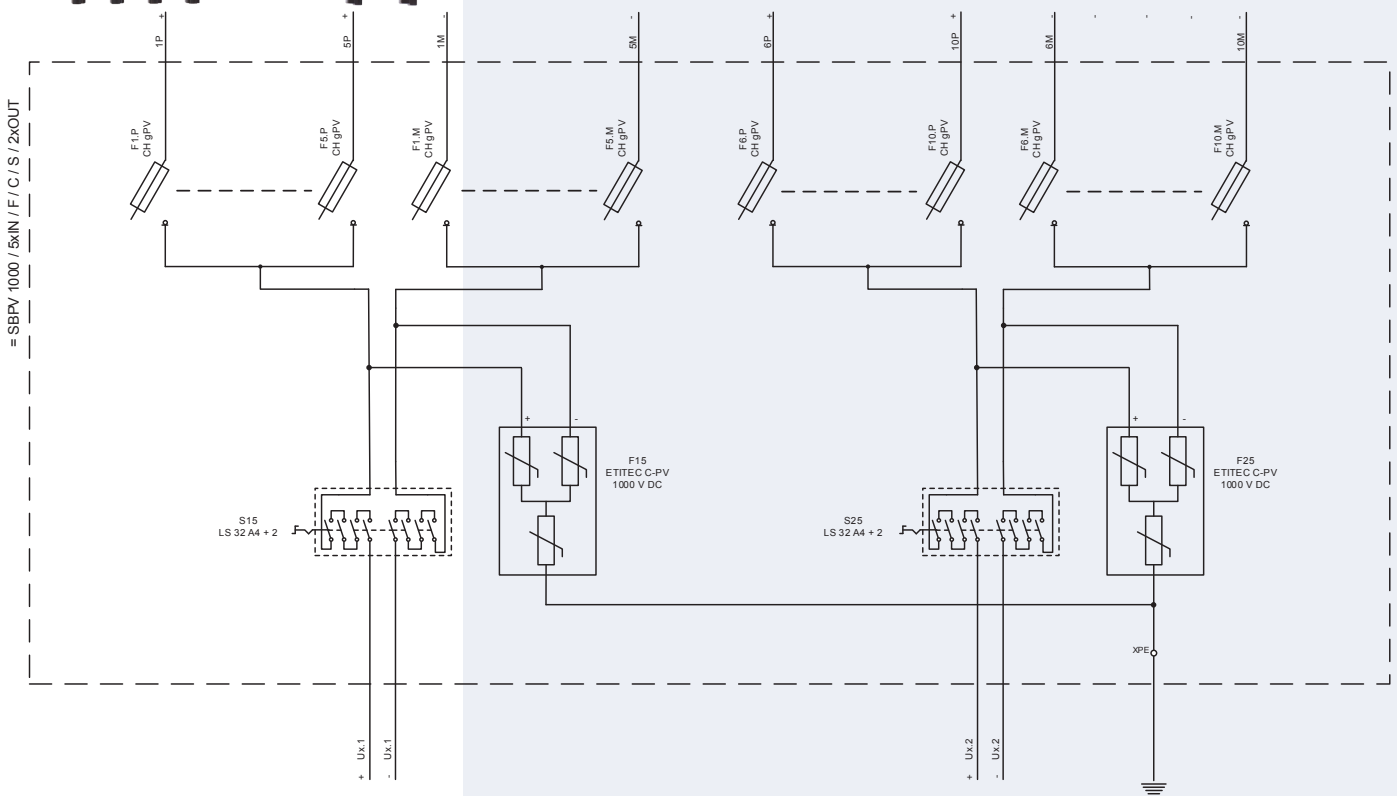 + + - - + + - - - - - -
1P 5P 1M 5M 6P 10P 6M 10M
= SBPV 1000 / 5xIN / F / C / S / 2xOUT
F1.P
CH gPV
F5.P
CH gPV
F1.M
CH gPV
F5.M
CH gPV
F6.P
CH gPV
F10.P
CH gPV
F6.M
CH gPV
F10.M
CH gPV
+ -
F15
ETITEC C-PV
1000 V DC
+ -
F25
ETITEC C-PV
1000 V DC
S15
LS 32 A4 + 2
S25
LS 32 A4 + 2
XPE
+ Ux.1
- Ux.1
+ Ux.2
- Ux.2